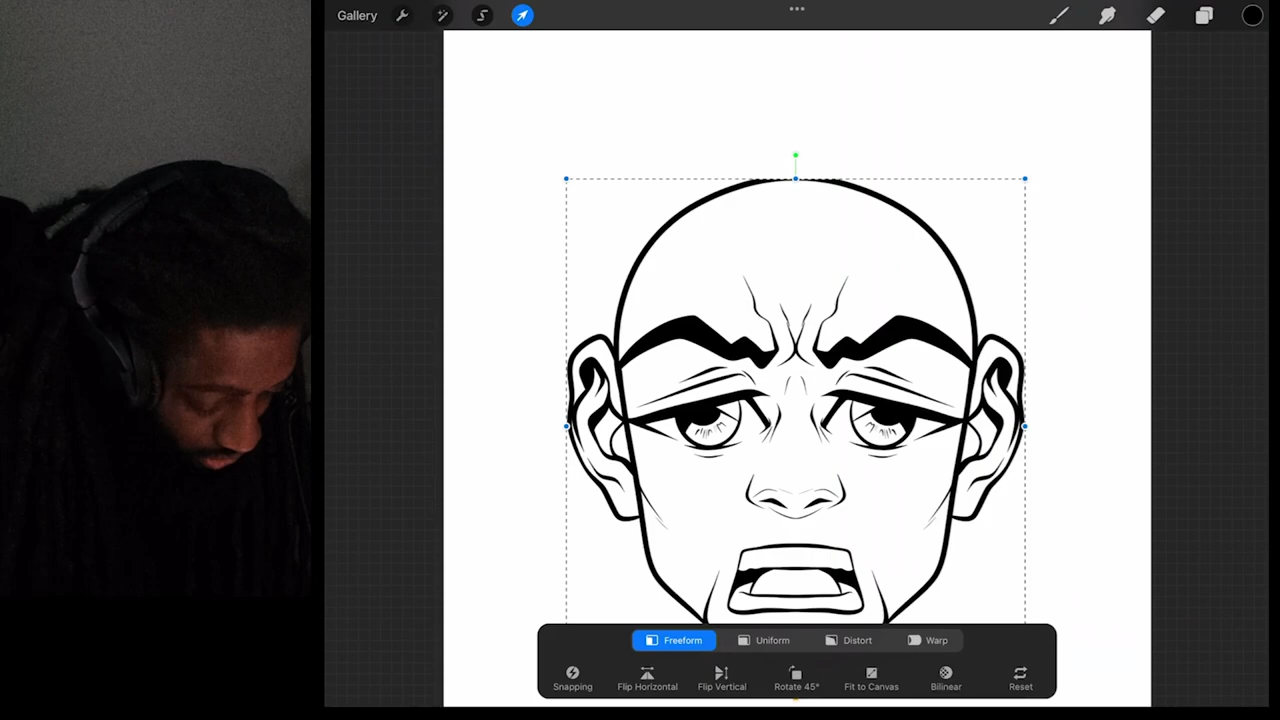 Gallery
Freeform Uniform Distort Warp
Snapping Flip Horizontal Flip Vertical Rotate 45° Fit to Canvas Bilinear Reset